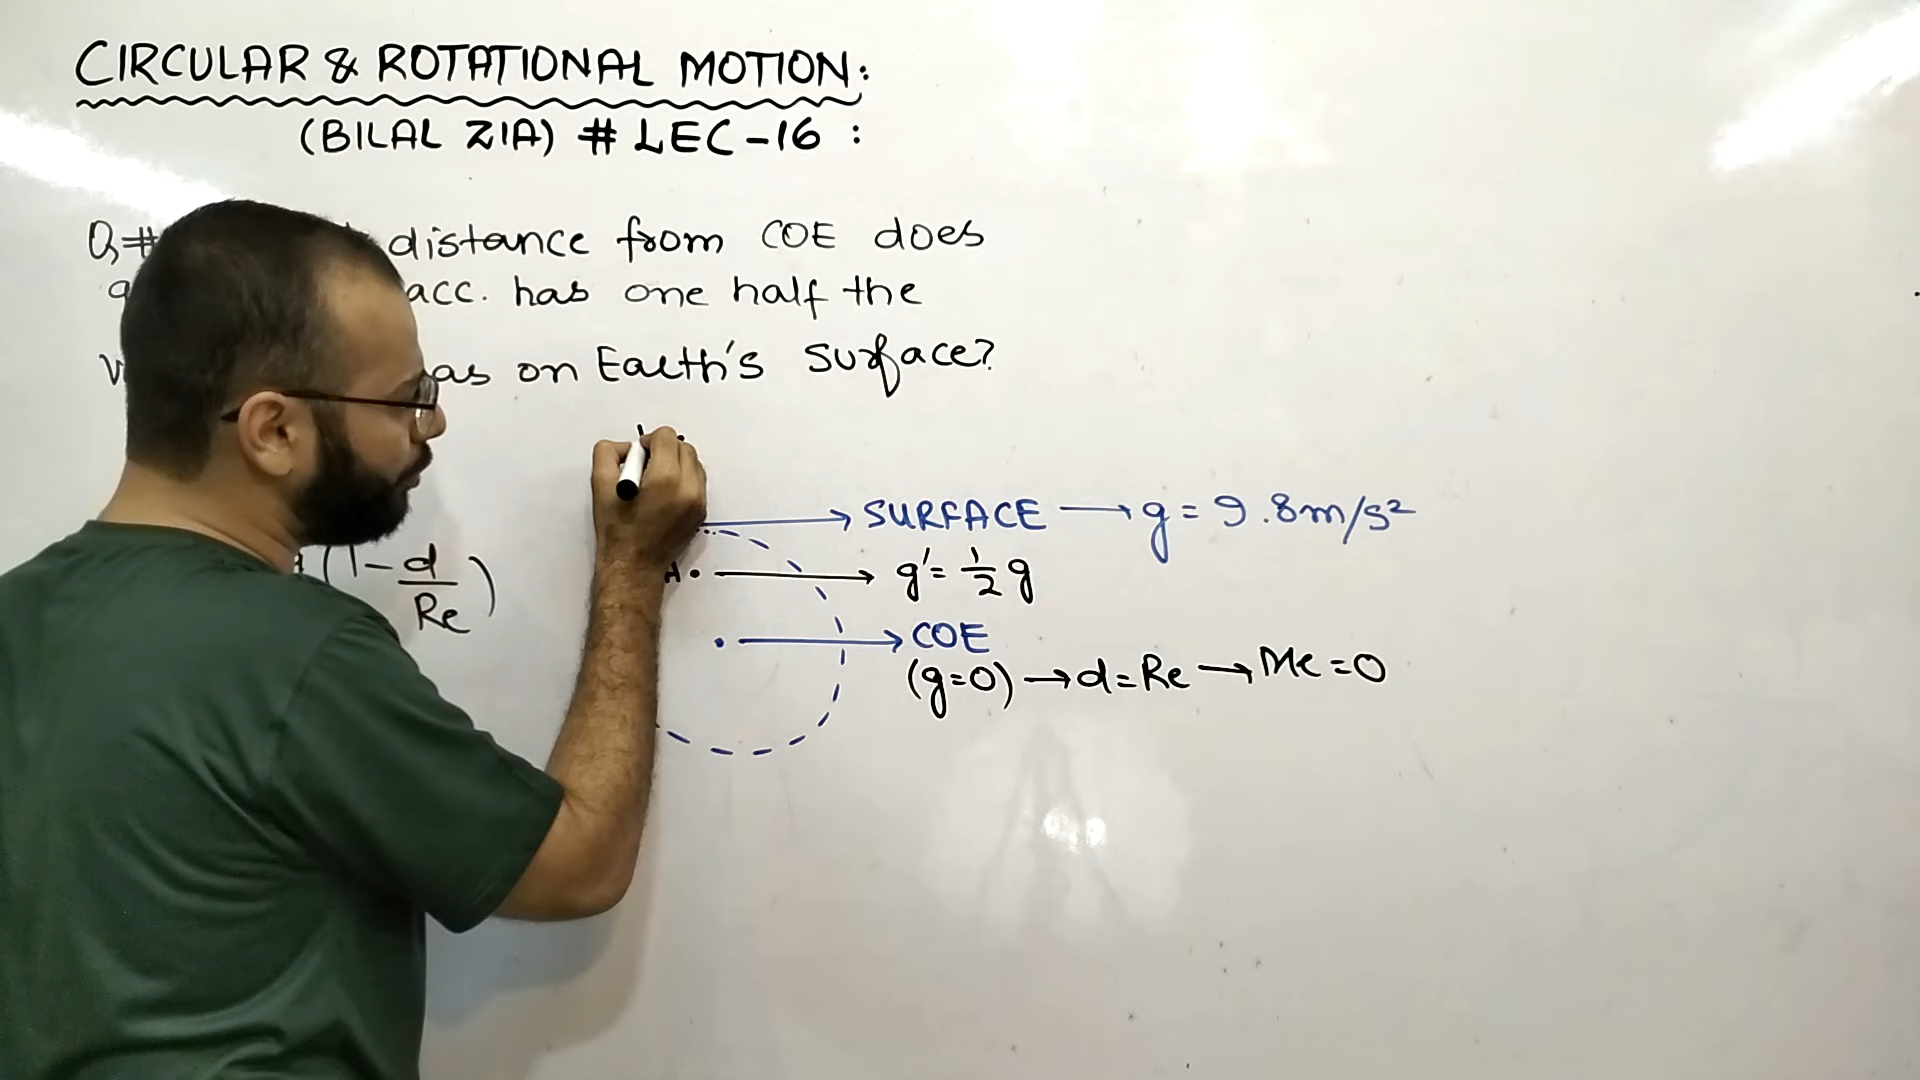 CIRCULAR & ROTATIONAL MOTION:
(BILAL ZIA) # LEC-16 :
Q# distance from COE does
acc. has one half the
as on Earth's Surface?
SURFACE → g = 9.8m/s²
(1 - d/Re)
A • → g' = 1/2 g
• → COE
(g=0) → d=Re → Me=0